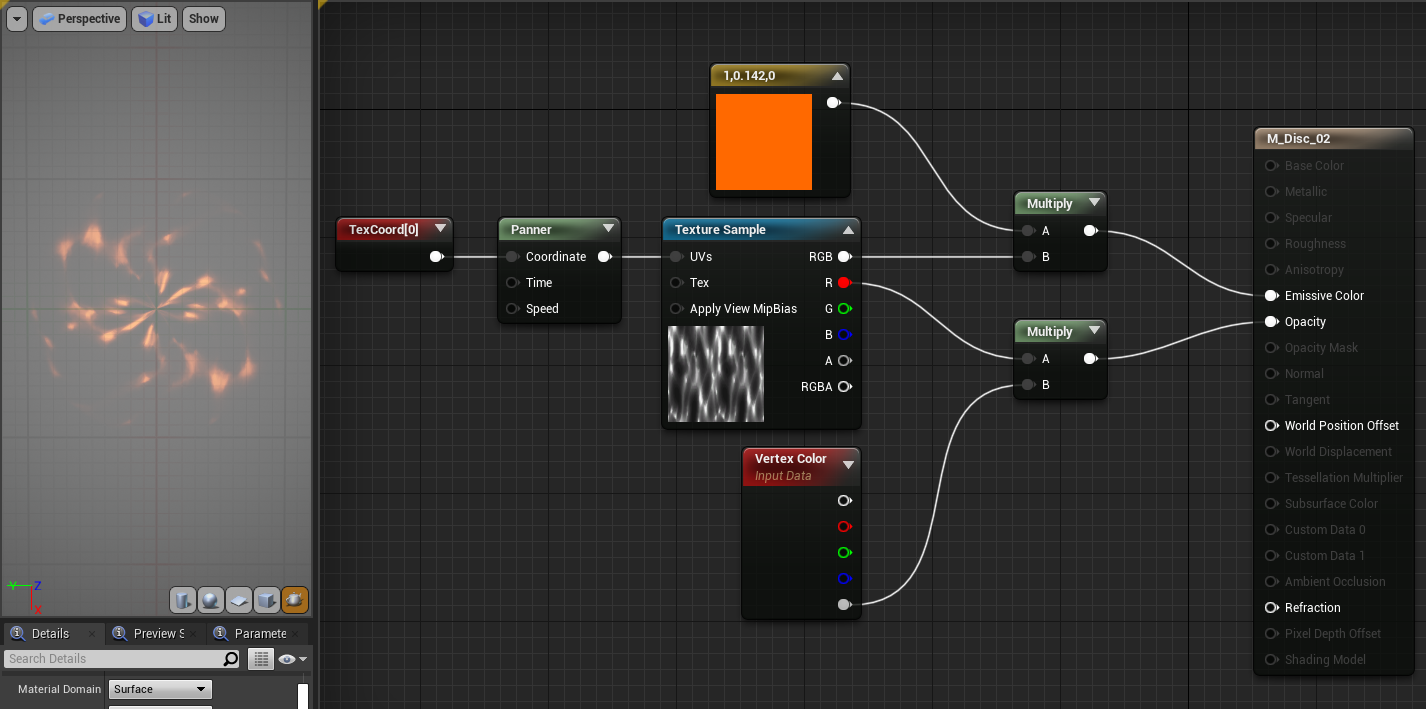 Perspective
Lit
Show
Y
Z
X
Details
Preview S
Paramete
Search Details
Material Domain
Surface
1,0.142,0
TexCoord[0]
Panner
Coordinate
Time
Speed
Texture Sample
UVs
RGB
Tex
R
Apply View MipBias
G
B
A
RGBA
Vertex Color
Input Data
Multiply
A
B
Multiply
A
B
M_Disc_02
Base Color
Metallic
Specular
Roughness
Anisotropy
Emissive Color
Opacity
Opacity Mask
Normal
Tangent
World Position Offset
World Displacement
Tessellation Multiplier
Subsurface Color
Custom Data 0
Custom Data 1
Ambient Occlusion
Refraction
Pixel Depth Offset
Shading Model